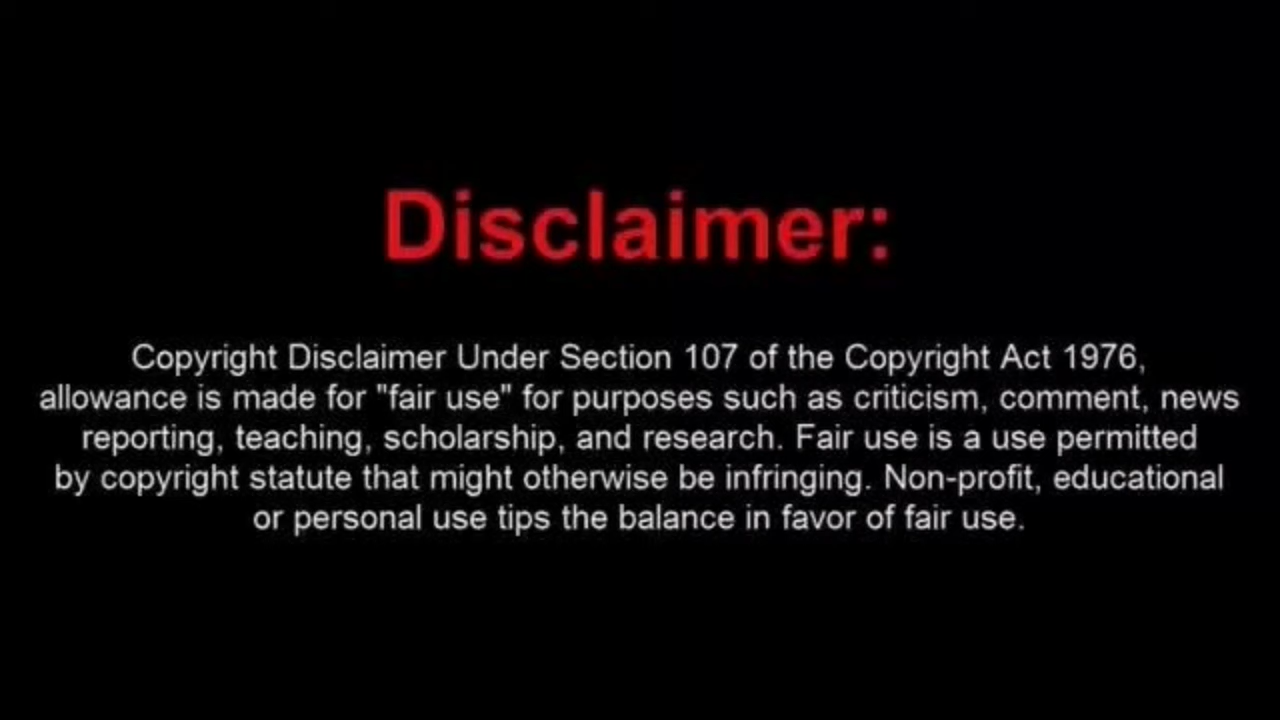 Disclaimer:
Copyright Disclaimer Under Section 107 of the Copyright Act 1976,
allowance is made for "fair use" for purposes such as criticism, comment, news
reporting, teaching, scholarship, and research. Fair use is a use permitted
by copyright statute that might otherwise be infringing. Non-profit, educational
or personal use tips the balance in favor of fair use.